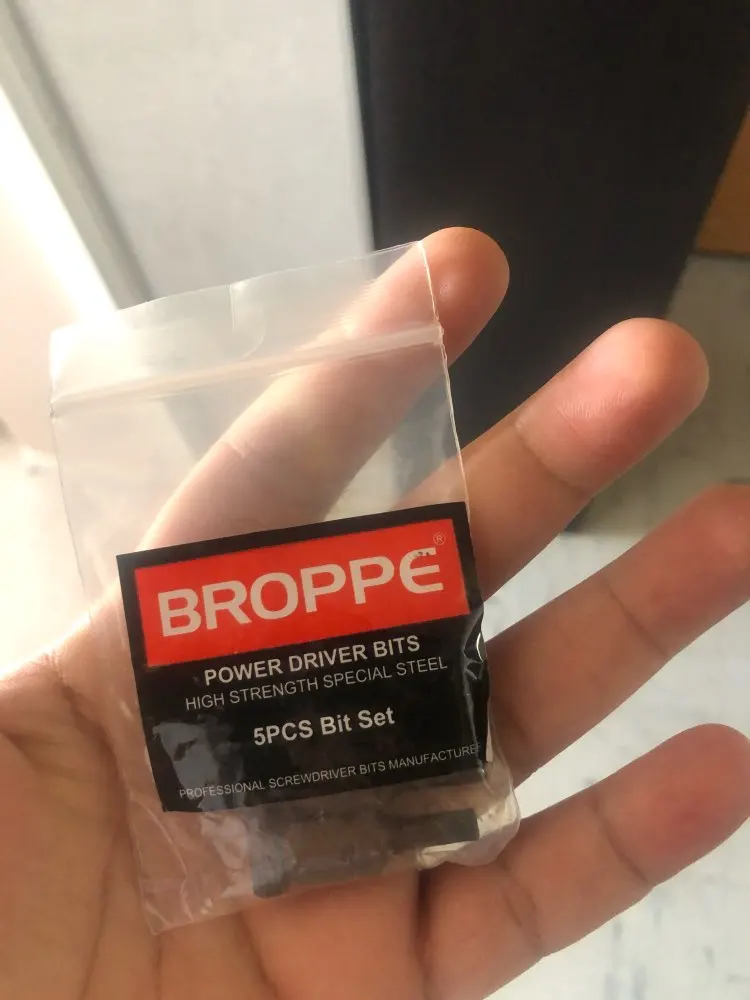 BROPPE®
POWER DRIVER BITS
HIGH STRENGTH SPECIAL STEEL
5PCS Bit Set
PROFESSIONAL SCREWDRIVER BITS MANUFACTURER